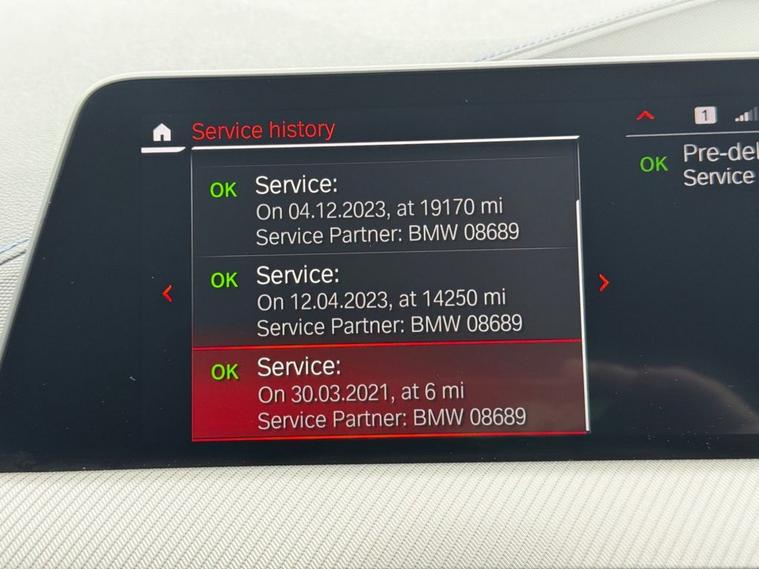 Service history
OK Service:
On 04.12.2023, at 19170 mi
Service Partner: BMW 08689
OK Service:
On 12.04.2023, at 14250 mi
Service Partner: BMW 08689
OK Service:
On 30.03.2021, at 6 mi
Service Partner: BMW 08689
1
OK Pre-del
Service